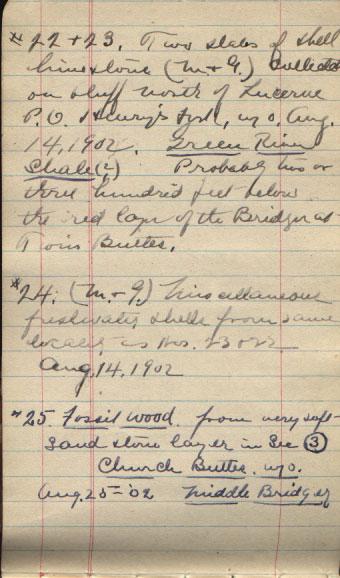 # 22 + 23. Two slabs of shell
limestone (M. + G.) Collected
on bluff north of Lucerne
P.O. Henry's Fork, Wyo, Aug.
14, 1902. Green River
Shale (?) Probably two or
three hundred feet below
the red layer of the Bridger at
Twin Buttes.
# 24; (M. + G.) Miscellaneous
freshwater shells from same
locality as Nos. 23 + 22
Aug, 14, 1902
# 25. Fossil wood. from very soft
sand stone layer in Sec ③
Church Buttes. Wyo.
Aug. 25 - '02 Middle Bridger